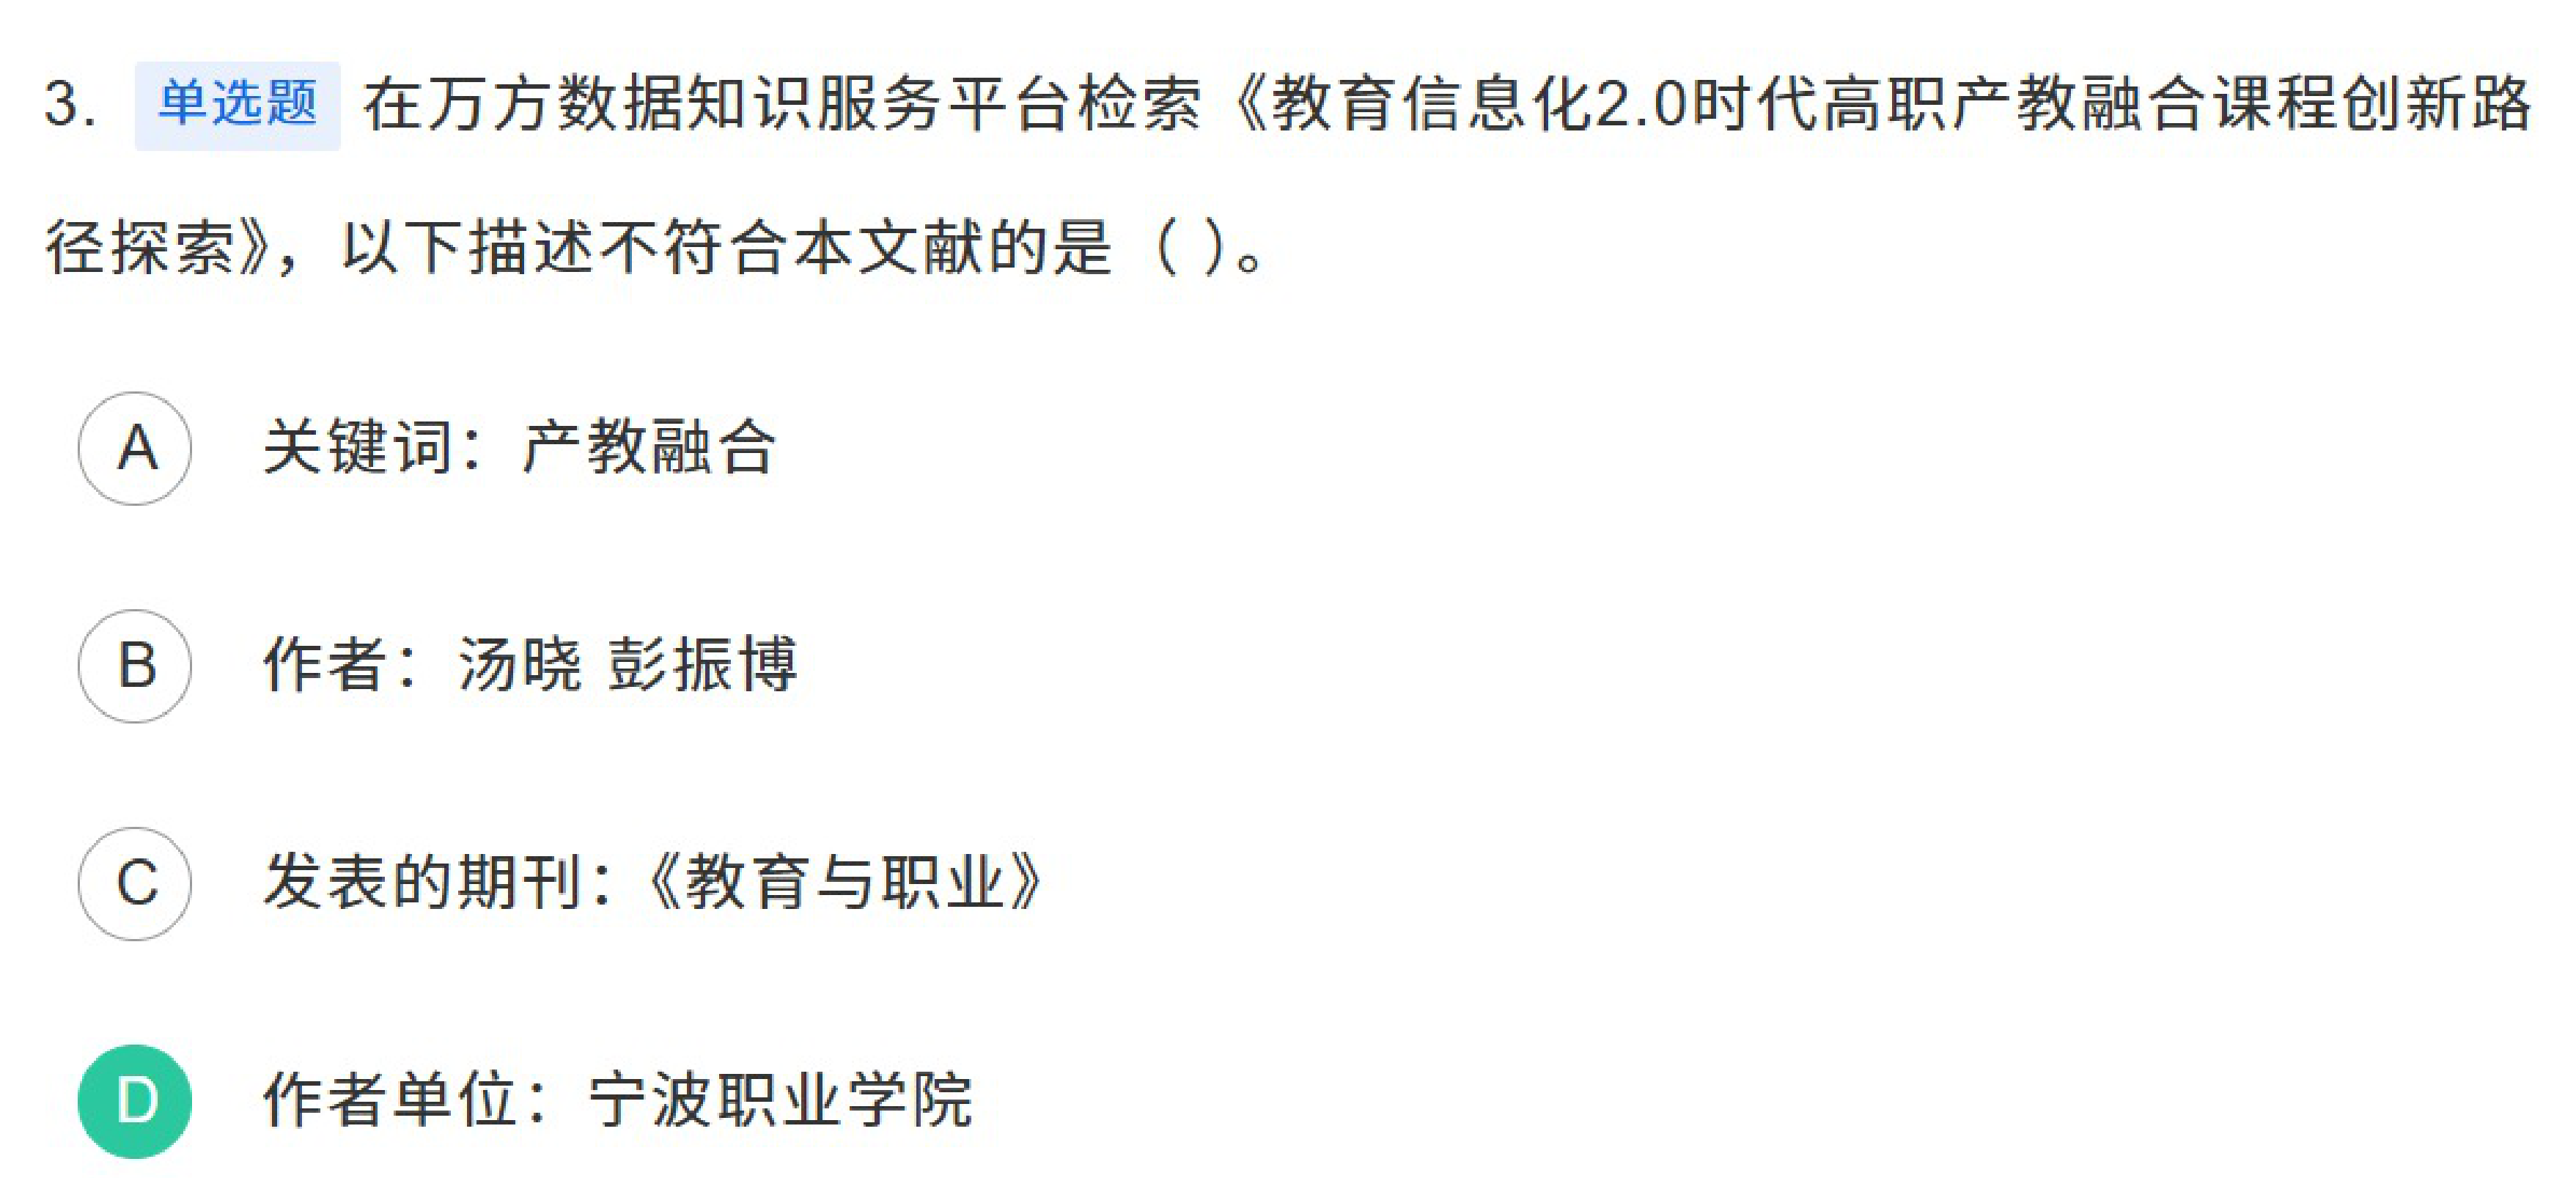 3. 单选题 在万方数据知识服务平台检索《教育信息化2.0时代高职产教融合课程创新路
径探索》，以下描述不符合本文献的是（ ）。
A 关键词：产教融合
B 作者：汤晓 彭振博
C 发表的期刊：《教育与职业》
D 作者单位：宁波职业学院